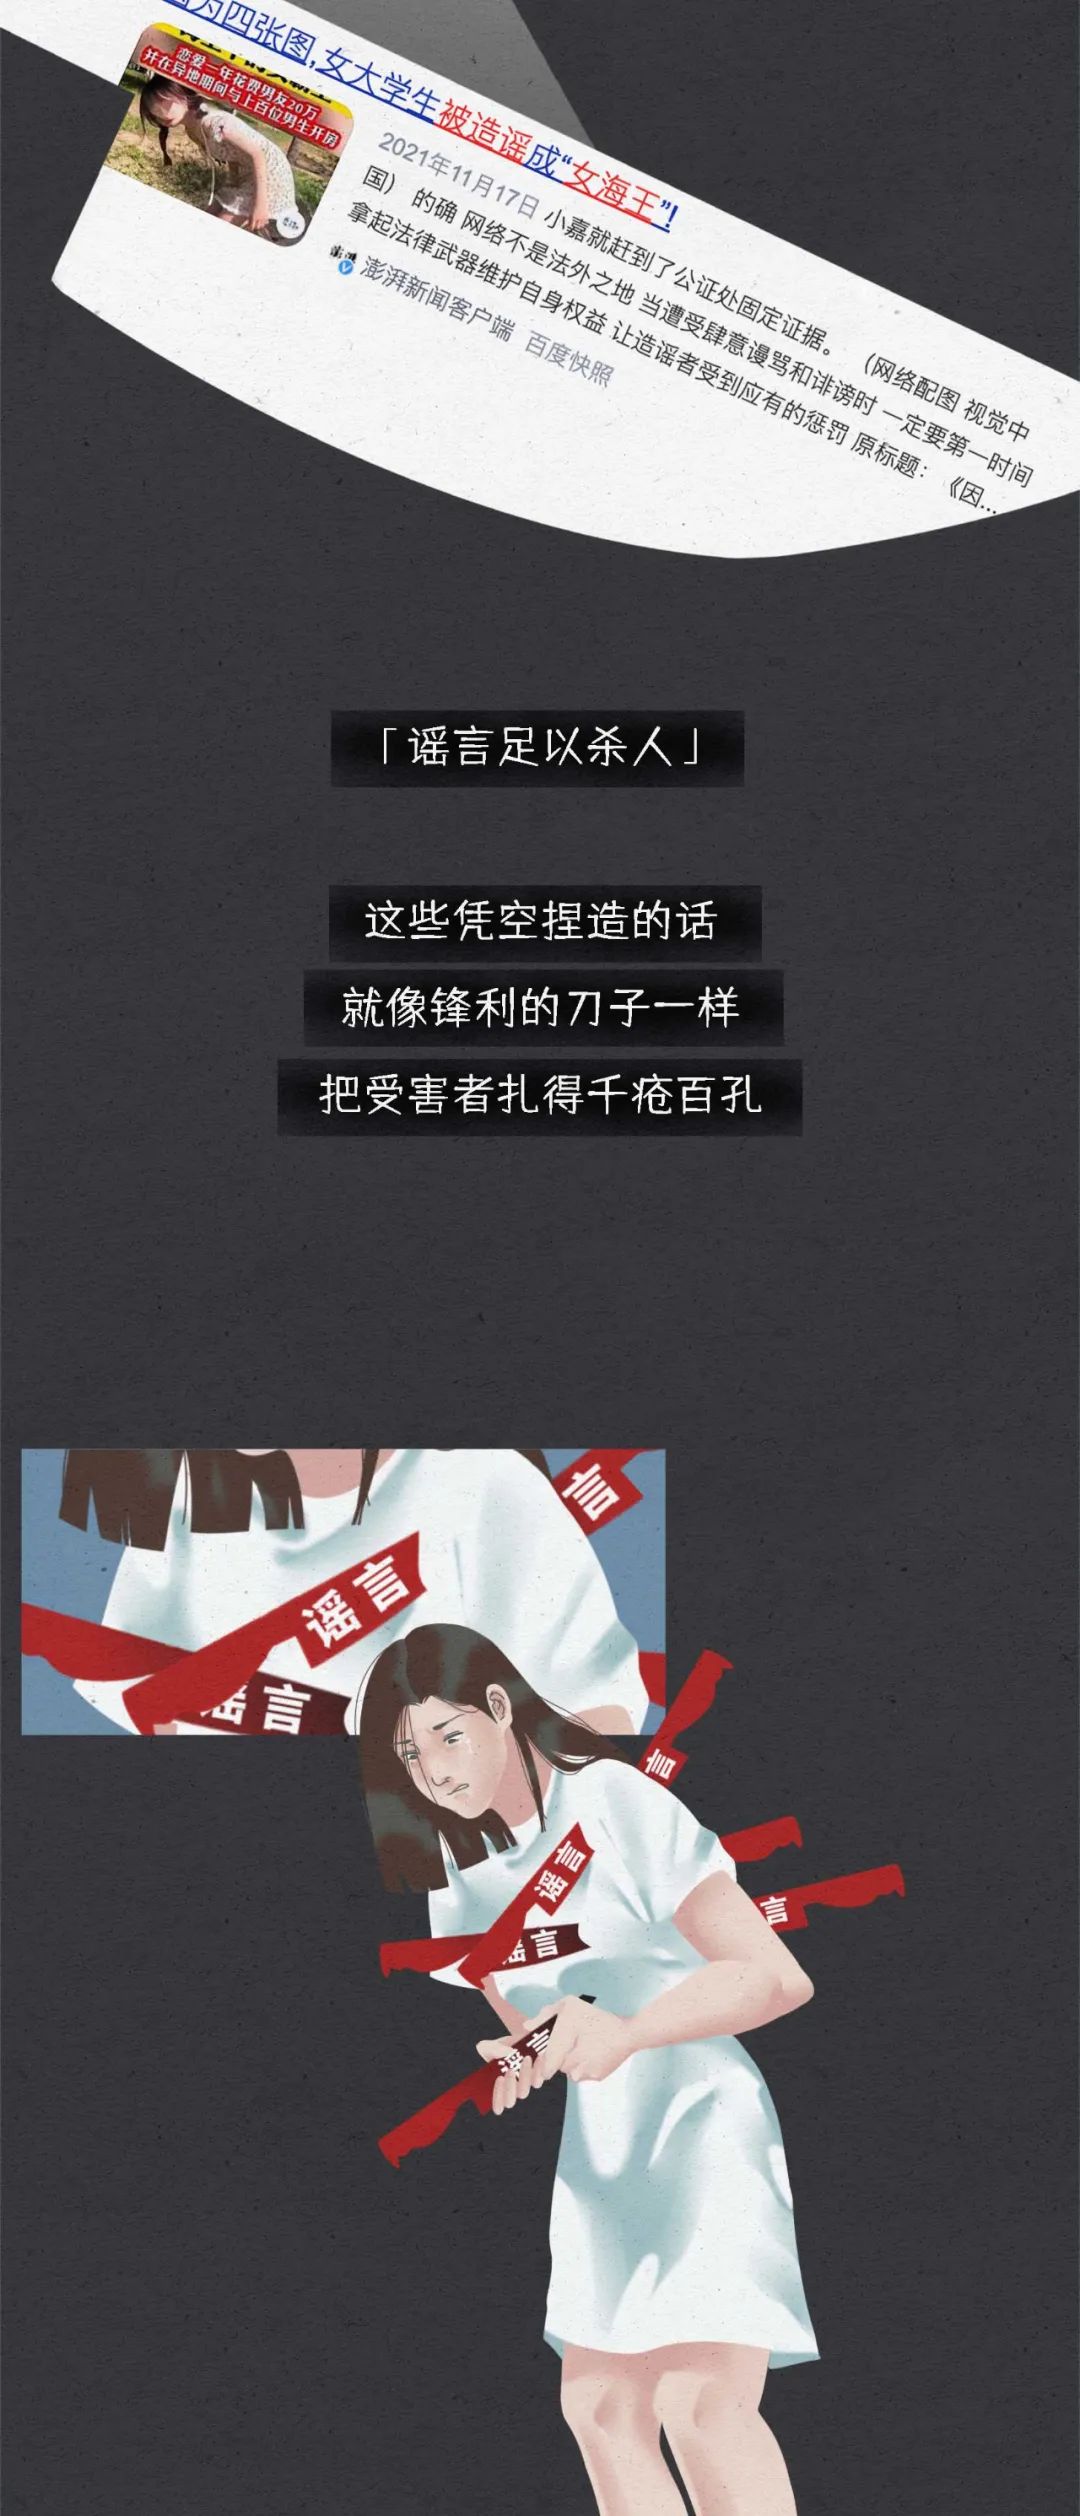 因为四张图,女大学生被造谣成“女海王”!
恋爱一年花费男友20万
并在异地期间与上百位男生开房
2021年11月17日 小嘉就赶到了公证处固定证据。 (网络配图 视觉中
国) 的确 网络不是法外之地 当遭受肆意谩骂和诽谤时 一定要第一时间
拿起法律武器维护自身权益 让造谣者受到应有的惩罚 原标题:《因...
澎湃
澎湃新闻客户端 百度快照
「谣言足以杀人」
这些凭空捏造的话
就像锋利的刀子一样
把受害者扎得千疮百孔
言
谣言
谣言
言
谣言
谣言
言
谣言